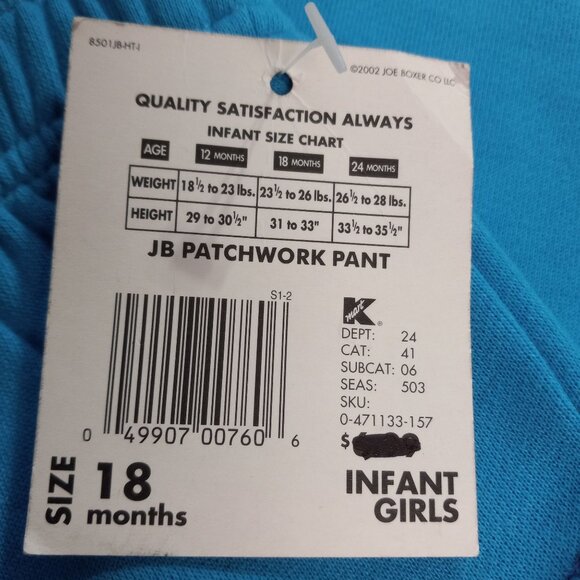 8501JB-HT-I
©2002 JOE BOXER CO LLC
QUALITY SATISFACTION ALWAYS
INFANT SIZE CHART
AGE 12 MONTHS 18 MONTHS 24 MONTHS
WEIGHT 18½ to 23 lbs. 23½ to 26 lbs. 26½ to 28 lbs.
HEIGHT 29 to 30½" 31 to 33" 33½ to 35½"
JB PATCHWORK PANT
S1-2
K mart ®
DEPT: 24
CAT: 41
SUBCAT: 06
SEAS: 503
SKU:
0-471133-157
$
0 49907 00760 6
SIZE 18 months
INFANT
GIRLS